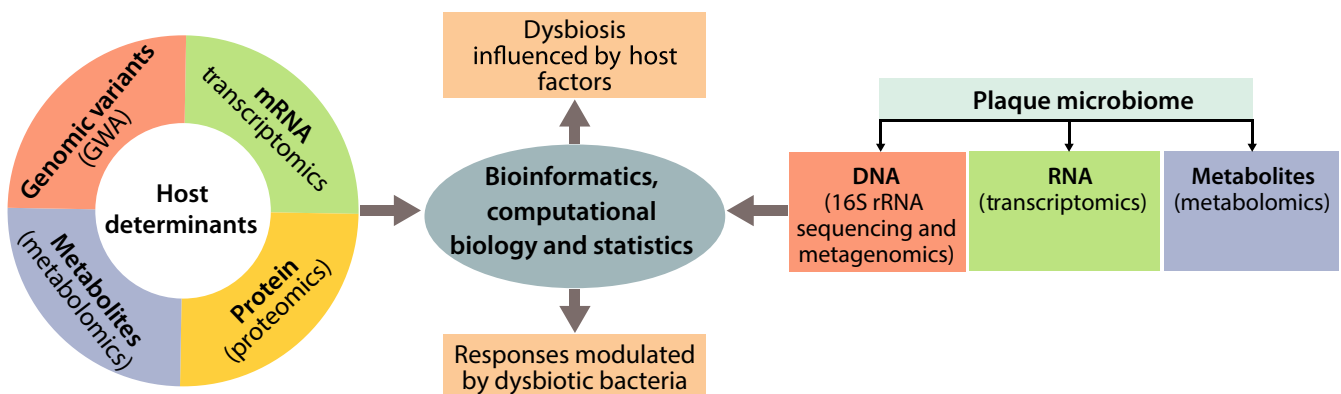 Genomic variants
(GWA)
mRNA
transcriptomics
Host
determinants
Metabolites
(metabolomics)
Protein
(proteomics)
Dysbiosis
influenced by host
factors
Bioinformatics,
computational
biology and statistics
Responses modulated
by dysbiotic bacteria
Plaque microbiome
DNA
(16S rRNA
sequencing and
metagenomics)
RNA
(transcriptomics)
Metabolites
(metabolomics)